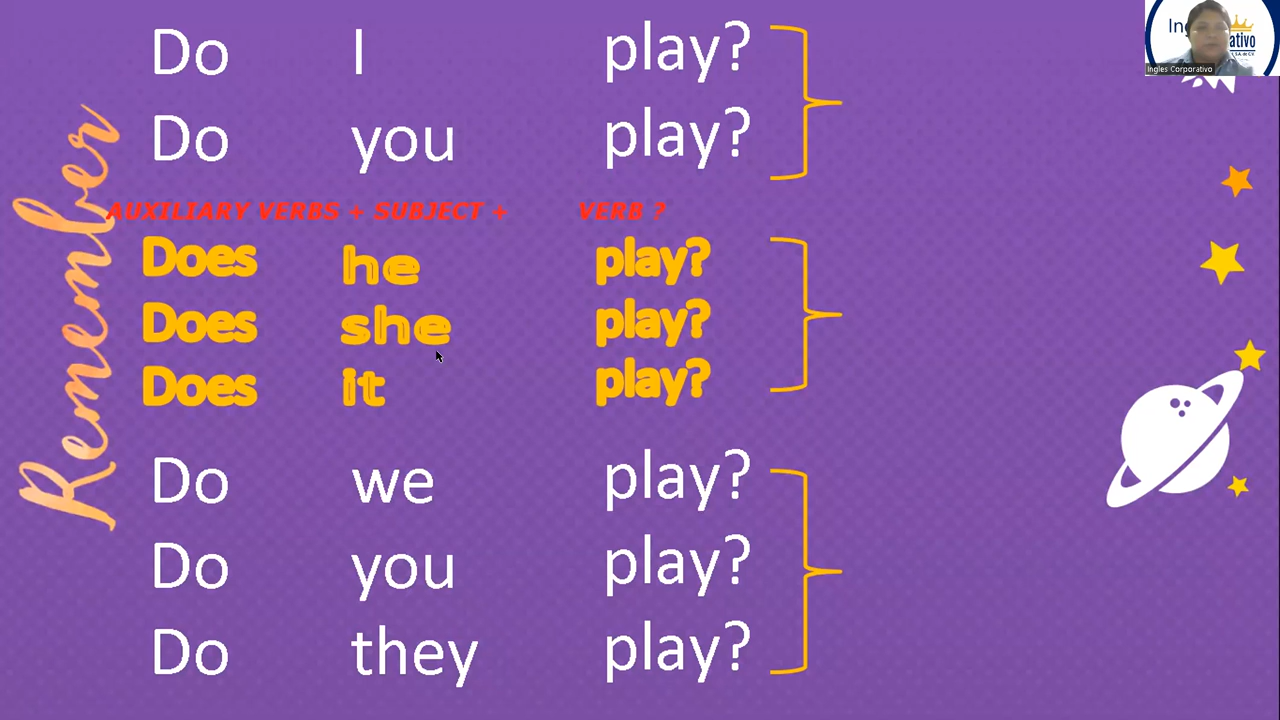 Do I play?
Do you play?
Remember
AUXILIARY VERBS + SUBJECT + VERB ?
Does he play?
Does she play?
Does it play?
Do we play?
Do you play?
Do they play?
Ingles Corporativo